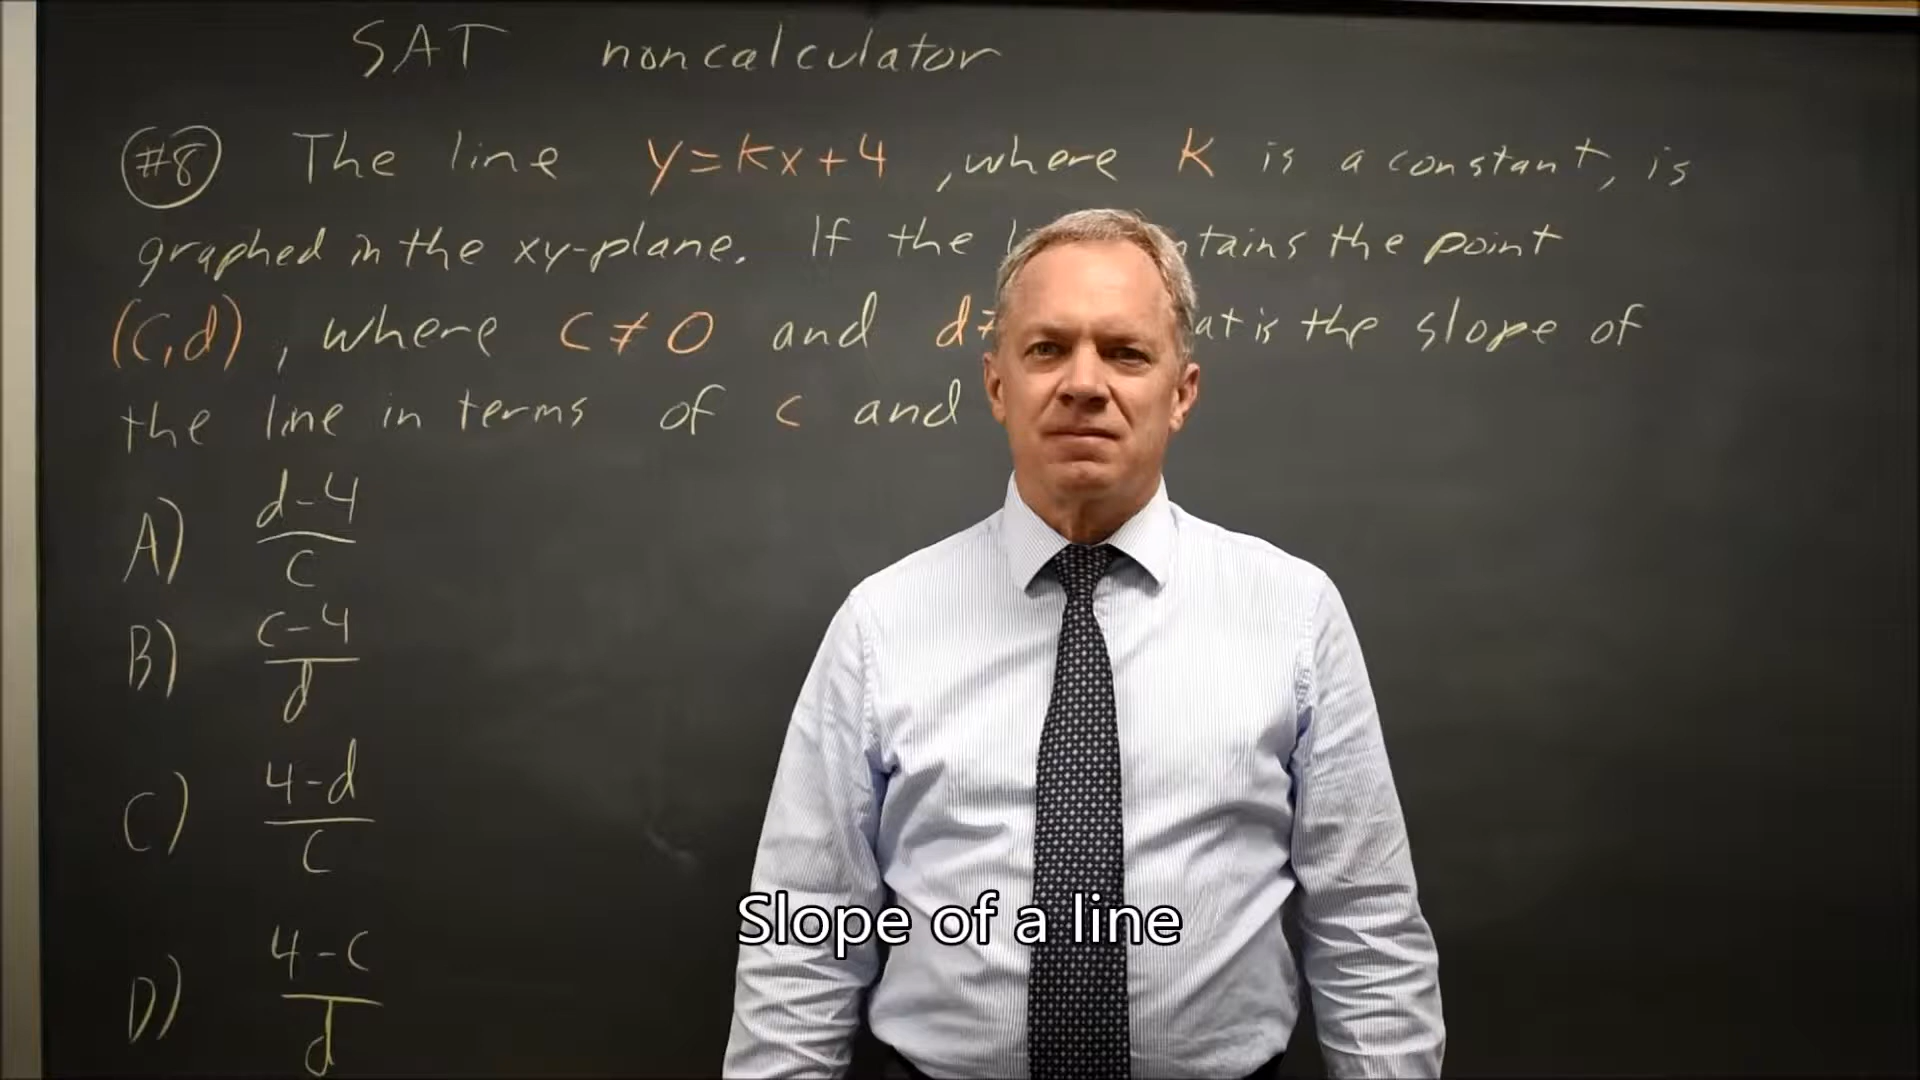 SAT noncalculator
#8 The line y=kx+4, where K is a constant, is
graphed in the xy-plane. If the the point
(c,d), where c≠0 and d≠ is the slope of
the line in terms of c and
A) d-4
c
B) c-4
d
C) 4-d
c
D) 4-c
d
Slope of a line